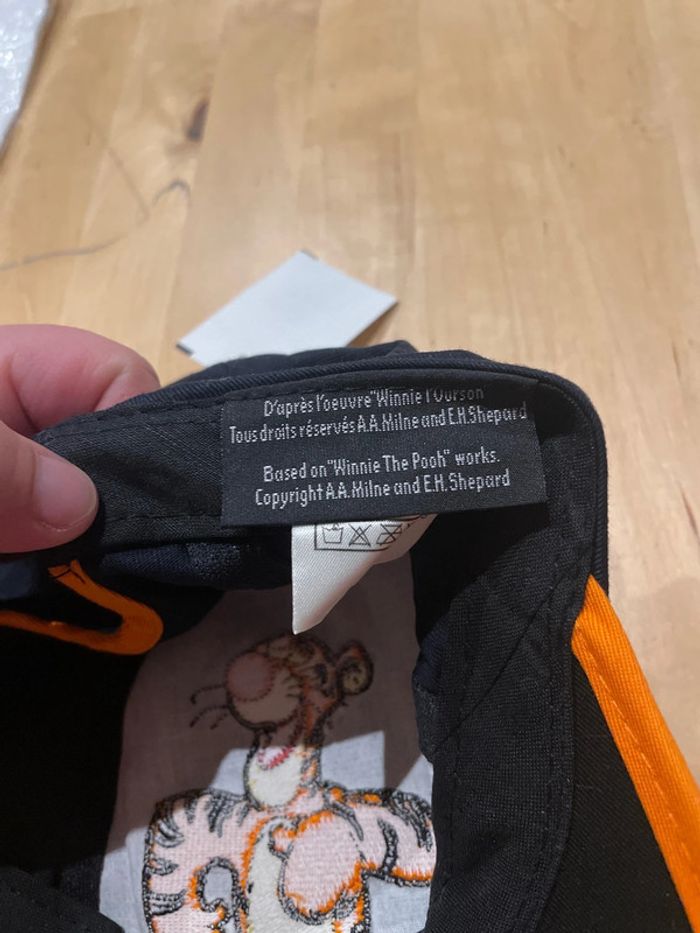 D'après l'oeuvre "Winnie l'Ourson
Tous droits réservés A.A.Milne and E.H.Shepard
Based on "Winnie The Pooh" works.
Copyright A.A.Milne and E.H.Shepard